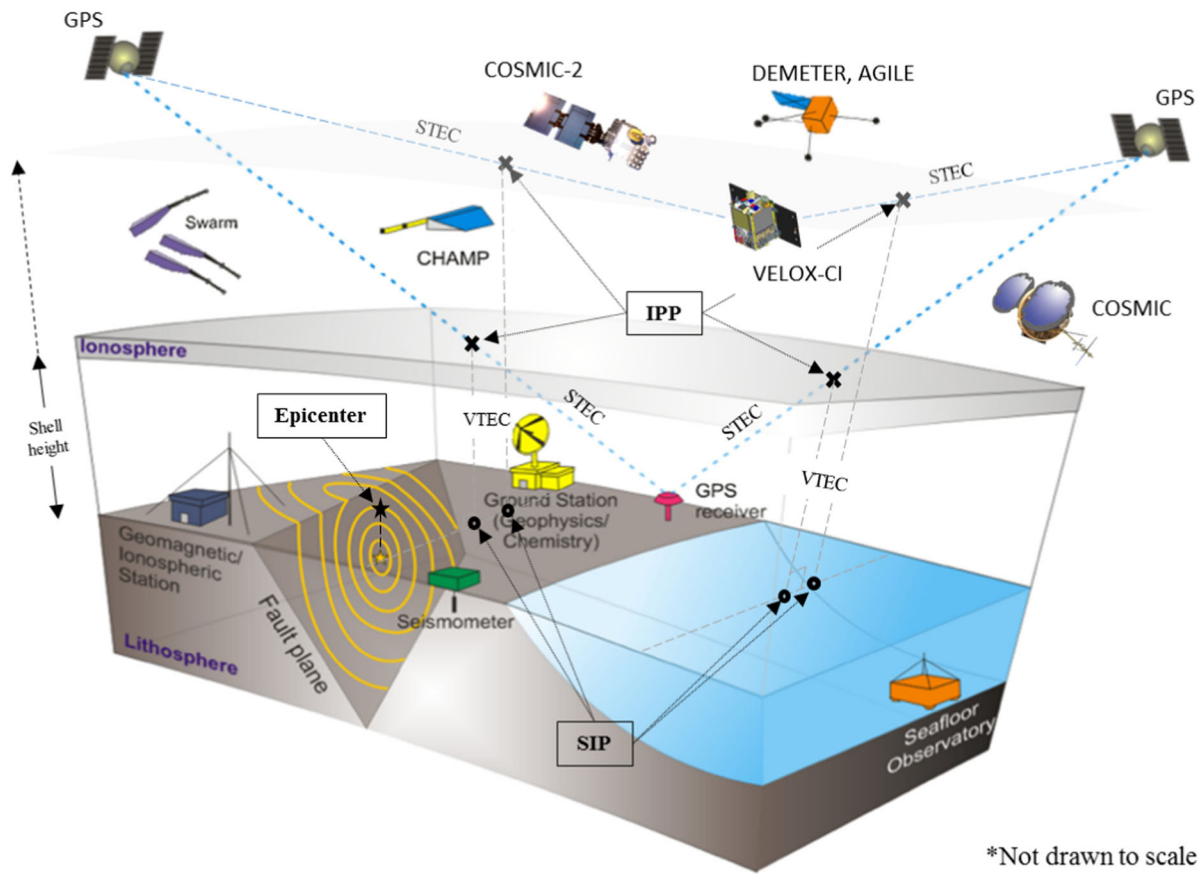 GPS
COSMIC-2
DEMETER, AGILE
GPS
STEC
STEC
Swarm
CHAMP
VELOX-CI
COSMIC
IPP
Ionosphere
Shell
height
Epicenter
VTEC
STEC
STEC
VTEC
Ground Station
(Geophysics/
Chemistry)
GPS
receiver
Geomagnetic/
Ionospheric
Station
Fault plane
Seismometer
Lithosphere
SIP
Seafloor
Observatory
*Not drawn to scale